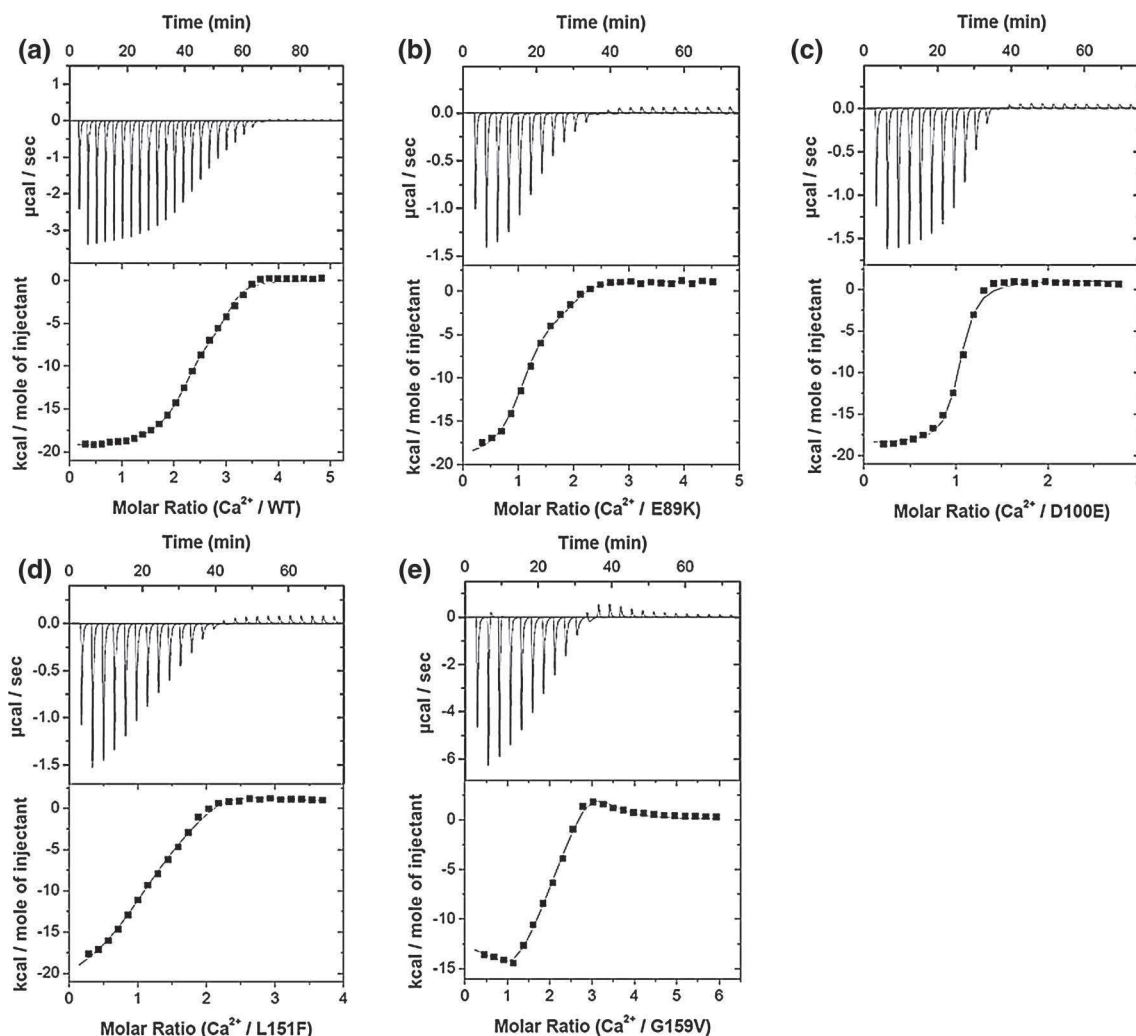 Time (min)
(a)
0 20 40 60 80
1
0
-1
-2
-3
µcal / sec
0
-5
-10
-15
-20
kcal / mole of injectant
0 1 2 3 4 5
Molar Ratio (Ca²⁺ / WT)
Time (min)
(b)
0 20 40 60
0.0
-0.5
-1.0
-1.5
µcal / sec
0
-5
-10
-15
-20
kcal / mole of injectant
0 1 2 3 4 5
Molar Ratio (Ca²⁺ / E89K)
Time (min)
(c)
0 20 40 60
0.0
-0.5
-1.0
-1.5
µcal / sec
0
-5
-10
-15
-20
kcal / mole of injectant
0 1 2 3
Molar Ratio (Ca²⁺ / D100E)
Time (min)
(d)
0 20 40 60
0.0
-0.5
-1.0
-1.5
µcal / sec
0
-5
-10
-15
-20
kcal / mole of injectant
0 1 2 3 4
Molar Ratio (Ca²⁺ / L151F)
Time (min)
(e)
0 20 40 60
0
-2
-4
-6
µcal / sec
0
-5
-10
-15
kcal / mole of injectant
0 1 2 3 4 5 6
Molar Ratio (Ca²⁺ / G159V)